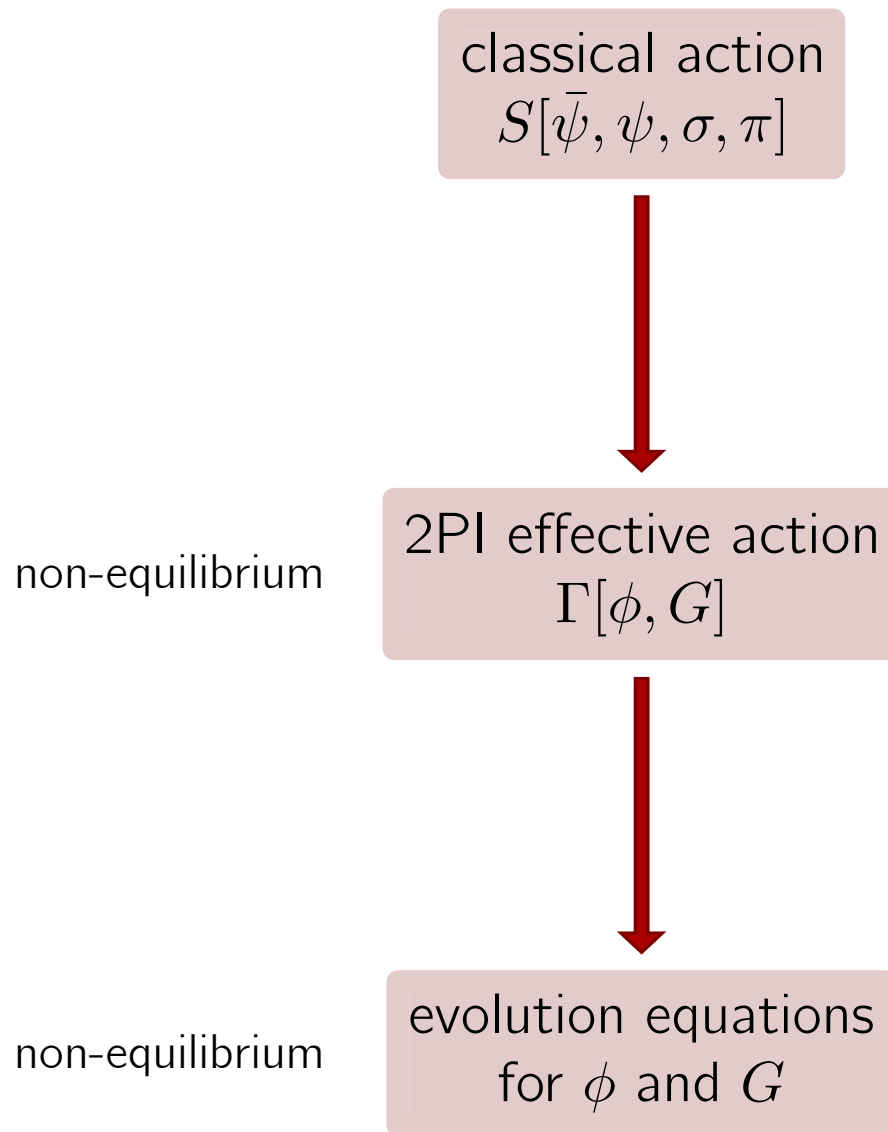 classical action
S[ψ̄, ψ, σ, π]
2PI effective action
non-equilibrium
Γ[ϕ, G]
evolution equations
non-equilibrium
for ϕ and G